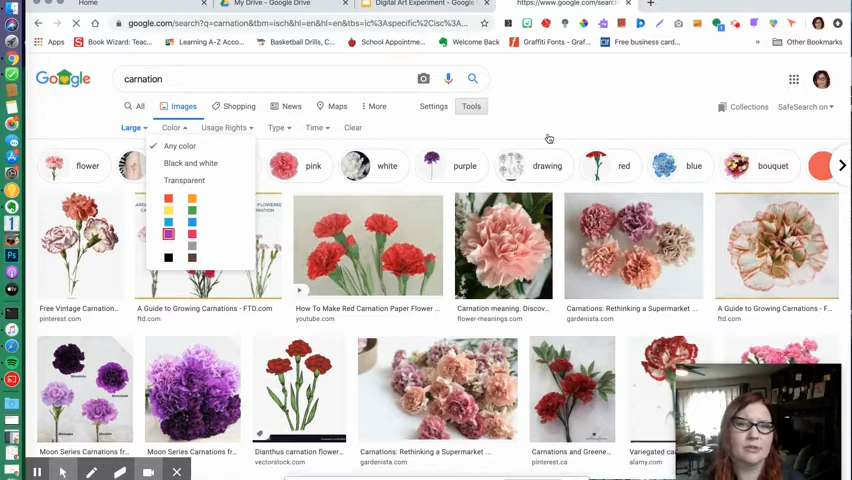 Home
My Drive - Google Drive
Digital Art Experiment - Google
https://www.google.com/search?
google.com/search?q=carnation&tbm=isch&hl=en&hl=en&tbs=ic%3Aspecific%2Cisc%3...
Apps
Book Wizard: Teac...
Learning A-Z Acco...
Basketball Drills, C...
School Appointme...
Welcome Back
Graffiti Fonts - Graf...
Free business card...
»
Other Bookmarks
Google
carnation
All
Images
Shopping
News
Maps
More
Settings
Tools
Collections
SafeSearch on
Large
Color
Usage Rights
Type
Time
Clear
Any color
Black and white
Transparent
flower
pink
white
purple
drawing
red
blue
bouquet
Free Vintage Carnation...
pinterest.com
A Guide to Growing Carnations - FTD.com
ftd.com
How To Make Red Carnation Paper Flower ...
youtube.com
Carnation meaning. Discov...
flower-meanings.com
Carnations: Rethinking a Supermarket ...
gardenista.com
A Guide to Growing Carnations - F...
ftd.com
Moon Series Carnations fr...
Moon Series Carnations fr...
Dianthus carnation flower...
vectorstock.com
Carnations: Rethinking a Supermarket ...
gardenista.com
Carnations and Greene...
pinterest.ca
Variegated ca
alamy.com